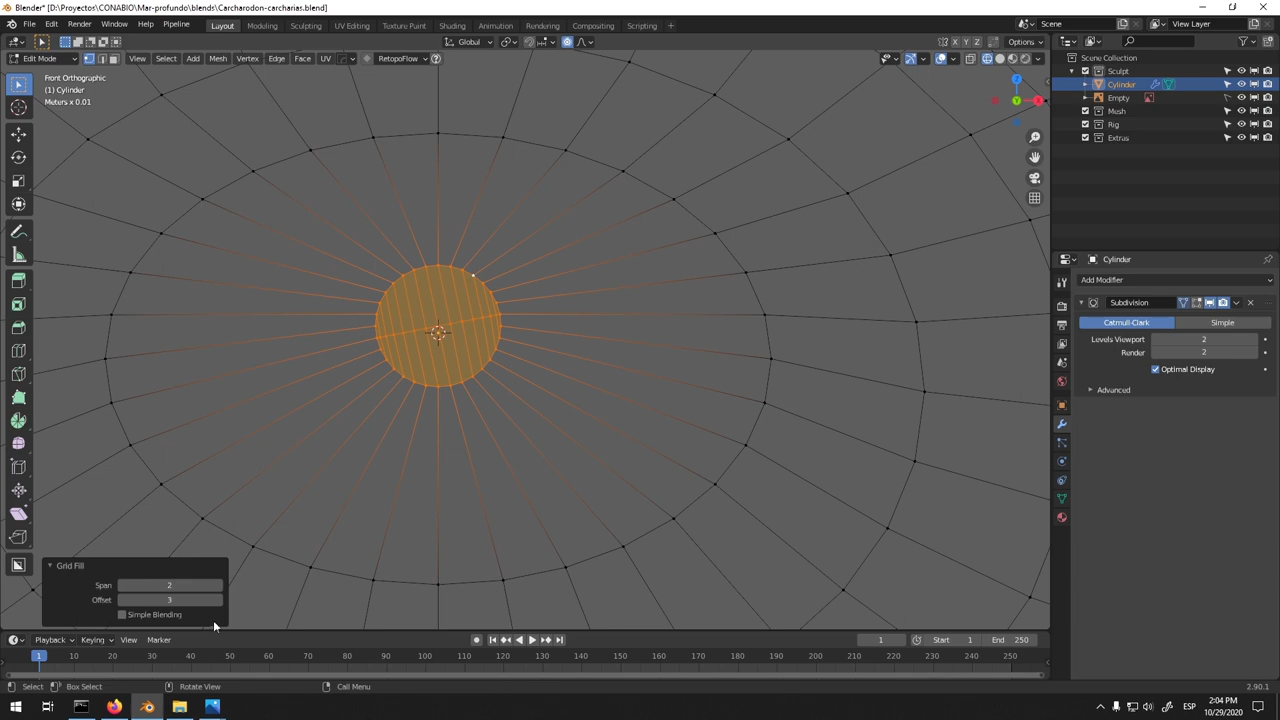 Blender* [D:\Proyectos\CONABIO\Mar-profundo\blends\Carcharodon-carcharias.blend]
File Edit Render Window Help Pipeline Layout Modeling Sculpting UV Editing Texture Paint Shading Animation Rendering Compositing Scripting + Scene View Layer
Global Options
Edit Mode View Select Add Mesh Vertex Edge Face UV RetopoFlow X Y Z
Front Orthographic
(1) Cylinder
Meters x 0.01
Z
Y
X
Scene Collection
Sculpt
Cylinder
Empty
Mesh
Rig
Extrus
Cylinder
Add Modifier
Subdivision
Catmull-Clark Simple
Levels Viewport 2
Render 2
Optimal Display
Advanced
Grid Fill
Span 2
Offset 3
Simple Blending
Playback Keying View Marker 1 Start 1 End 250
1 10 20 30 40 50 60 70 80 90 100 110 120 130 140 150 160 170 180 190 200 210 220 230 240 250
Select Box Select Rotate View Call Menu 2.90.1
ESP 2:04 PM
10/29/2020